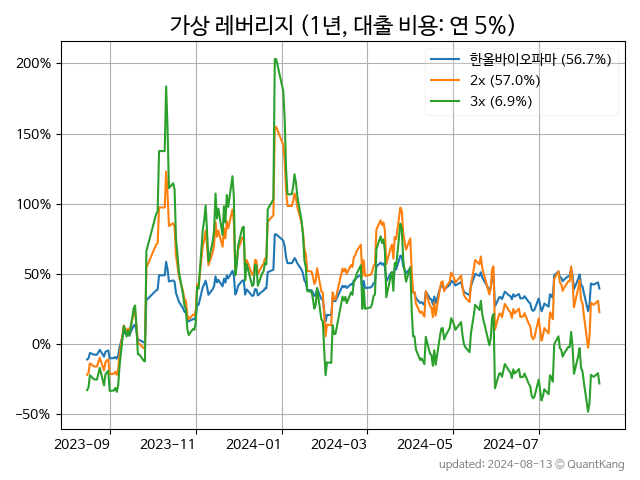 가상 레버리지 (1년, 대출 비용: 연 5%)
한올바이오파마 (56.7%)
2x (57.0%)
3x (6.9%)
200%
150%
100%
50%
0%
−50%
2023-09 2023-11 2024-01 2024-03 2024-05 2024-07
updated: 2024-08-13 © QuantKang